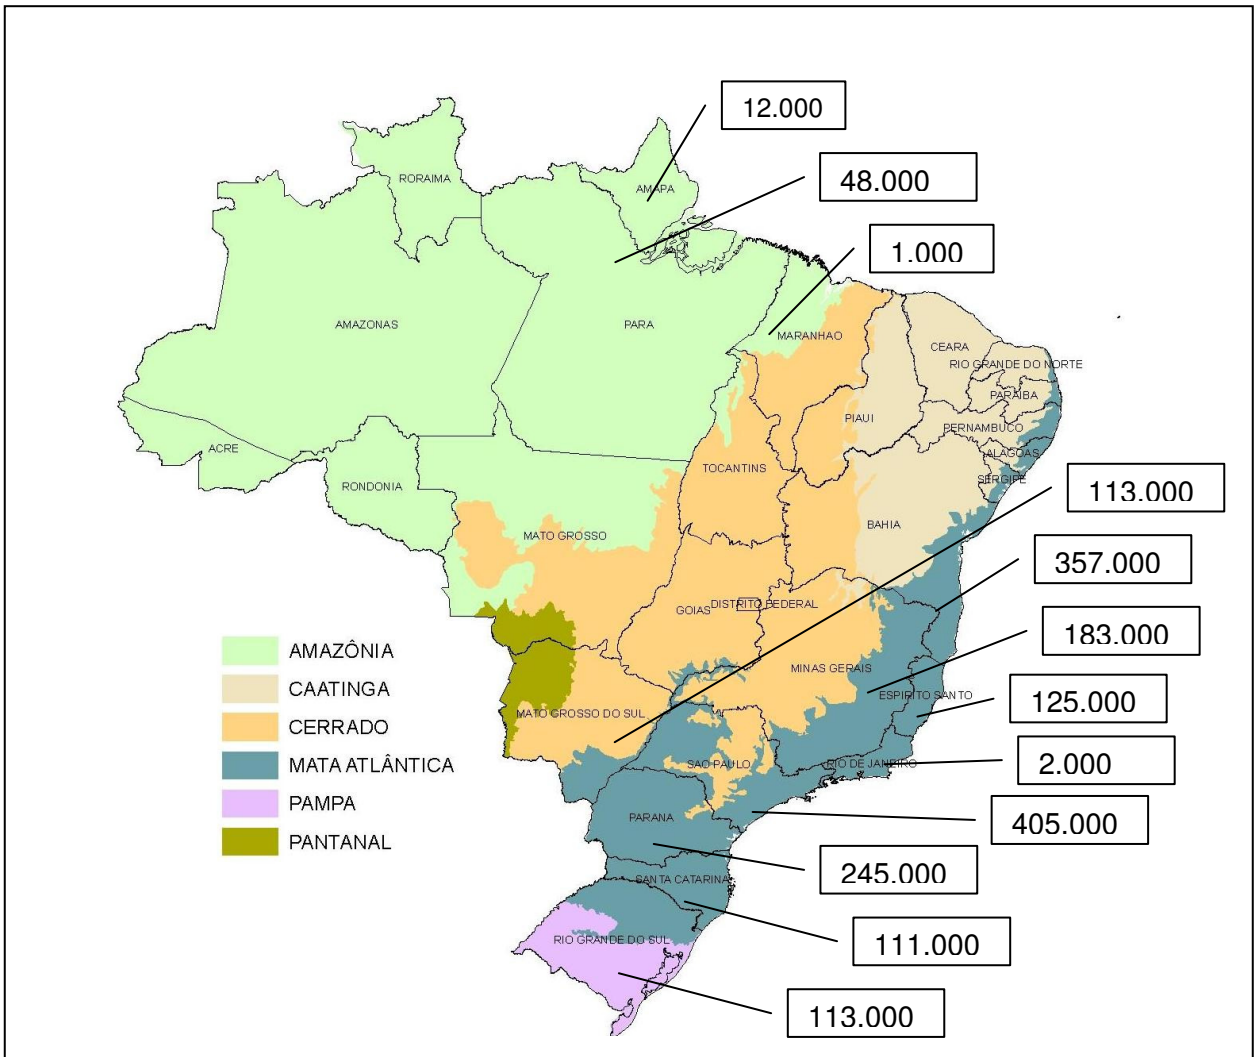 12.000
48.000
RORAIMA
AMAPA
1.000
AMAZONAS
PARA
MARANHAO
CEARA
RIO GRANDE DO NORTE
PARAIBA
PIAUI
PERNAMBUCO
ACRE
ALAGOAS
TOCANTINS
SERGIPE
RONDONIA
113.000
BAHIA
MATO GROSSO
357.000
GOIAS
DISTRITO FEDERAL
183.000
AMAZÔNIA
MINAS GERAIS
CAATINGA
ESPIRITO SANTO
125.000
MATO GROSSO DO SUL
CERRADO
MATA ATLÂNTICA
SAO PAULO
RIO DE JANEIRO
2.000
PAMPA
PARANA
405.000
PANTANAL
245.000
SANTA CATARINA
RIO GRANDE DO SUL
111.000
113.000